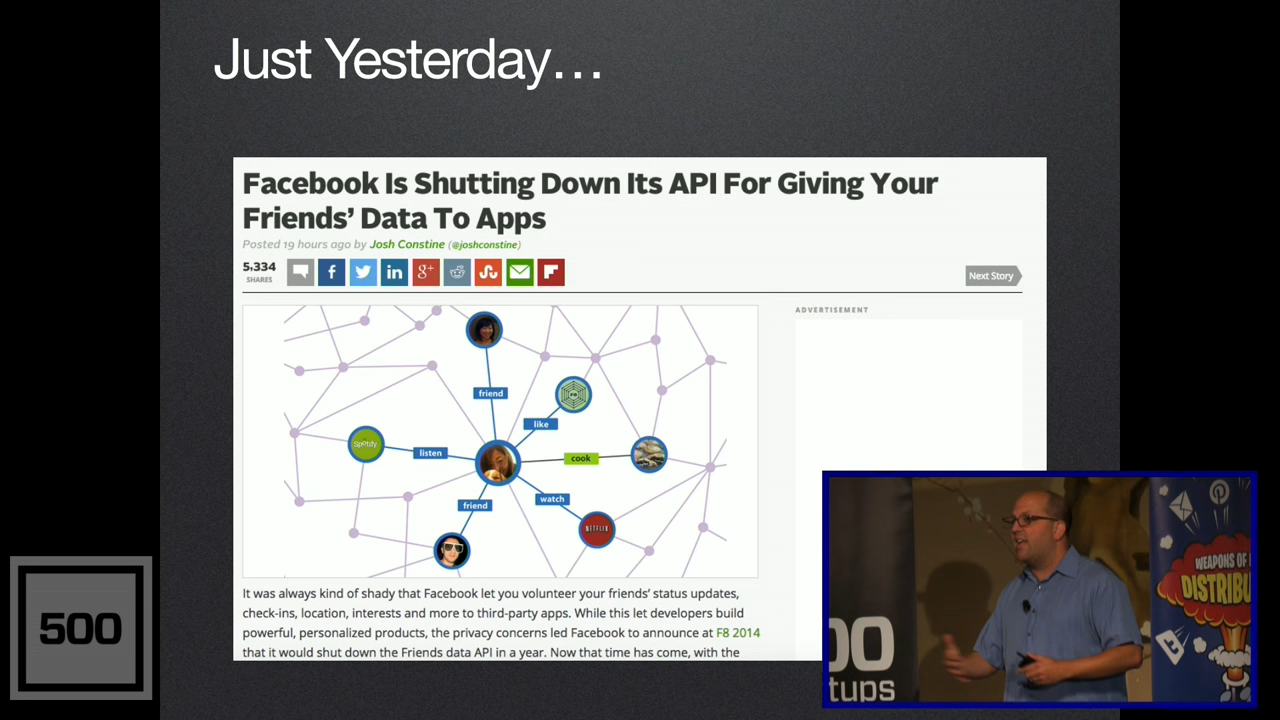 Just Yesterday…
Facebook Is Shutting Down Its API For Giving Your
Friends’ Data To Apps
Posted 19 hours ago by Josh Constine (@joshconstine)
5,334
SHARES
Next Story
ADVERTISEMENT
friend
like
Spotify
listen
cook
friend
watch
NETFLIX
It was always kind of shady that Facebook let you volunteer your friends’ status updates,
check-ins, location, interests and more to third-party apps. While this let developers build
powerful, personalized products, the privacy concerns led Facebook to announce at F8 2014
that it would shut down the Friends data API in a year. Now that time has come, with the
500
00
tups
WEAPONS OF
DISTRIBU